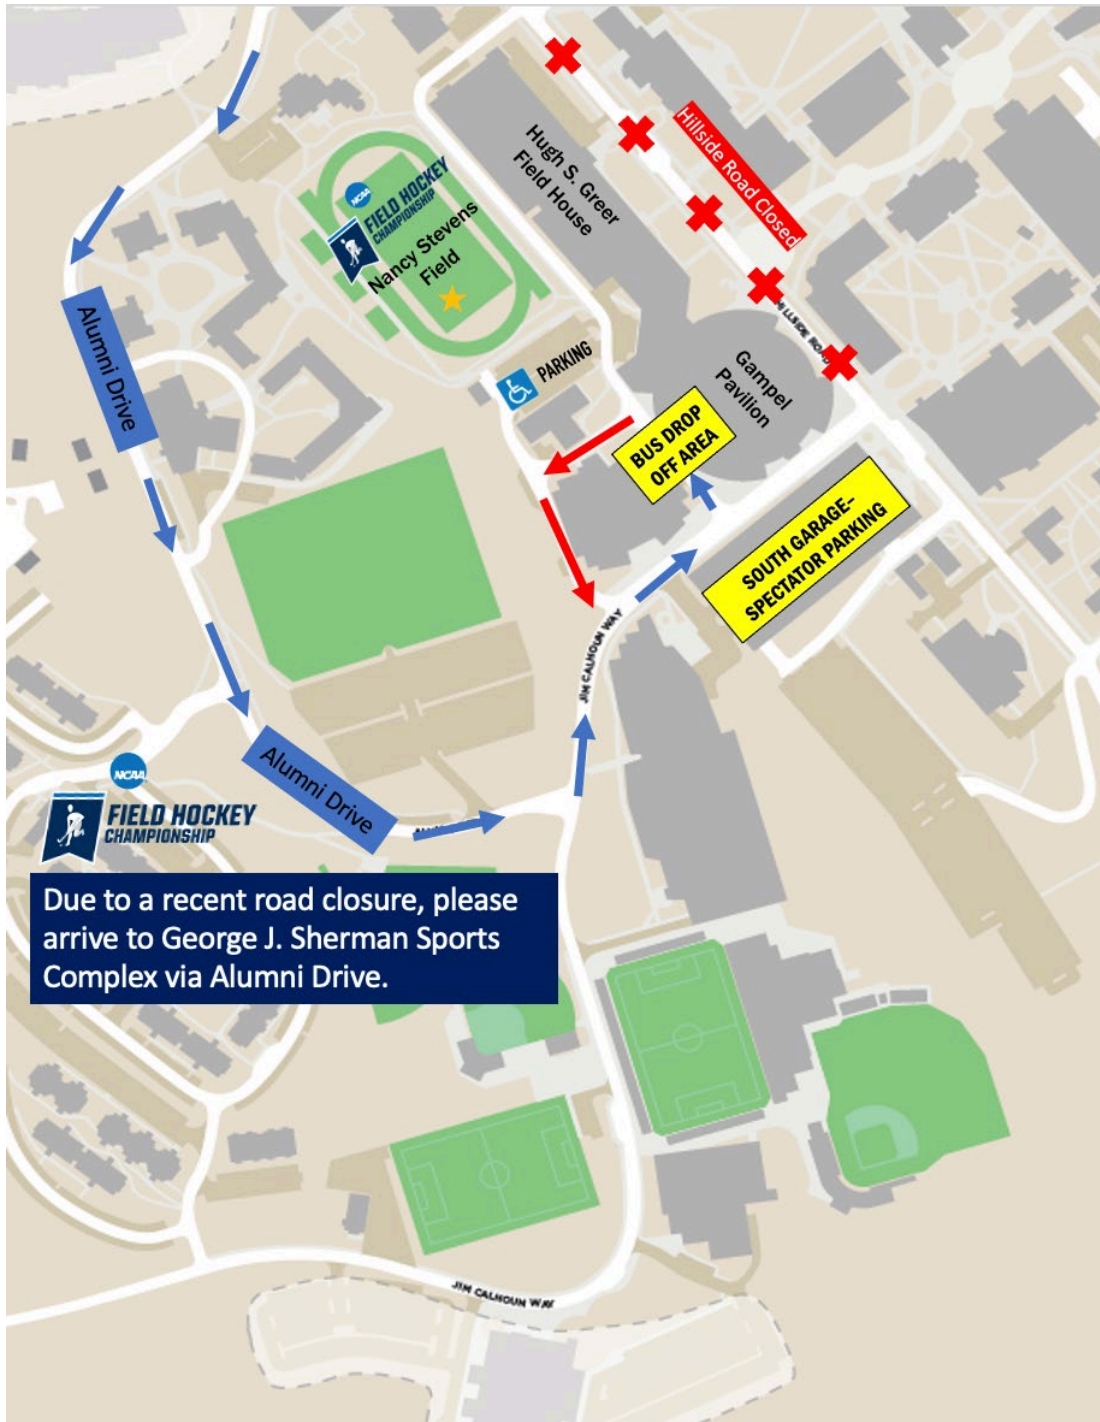 Hillside Road Closed
Hugh S. Greer
Field House
NCAA
FIELD HOCKEY
CHAMPIONSHIP
Nancy Stevens
Field
HILLSIDE ROAD
Alumni Drive
PARKING
Gampel
Pavilion
BUS DROP
OFF AREA
SOUTH GARAGE-
SPECTATOR PARKING
JIM CALHOUN WAY
Alumni Drive
NCAA
FIELD HOCKEY
CHAMPIONSHIP
Due to a recent road closure, please
arrive to George J. Sherman Sports
Complex via Alumni Drive.
JIM CALHOUN WAY